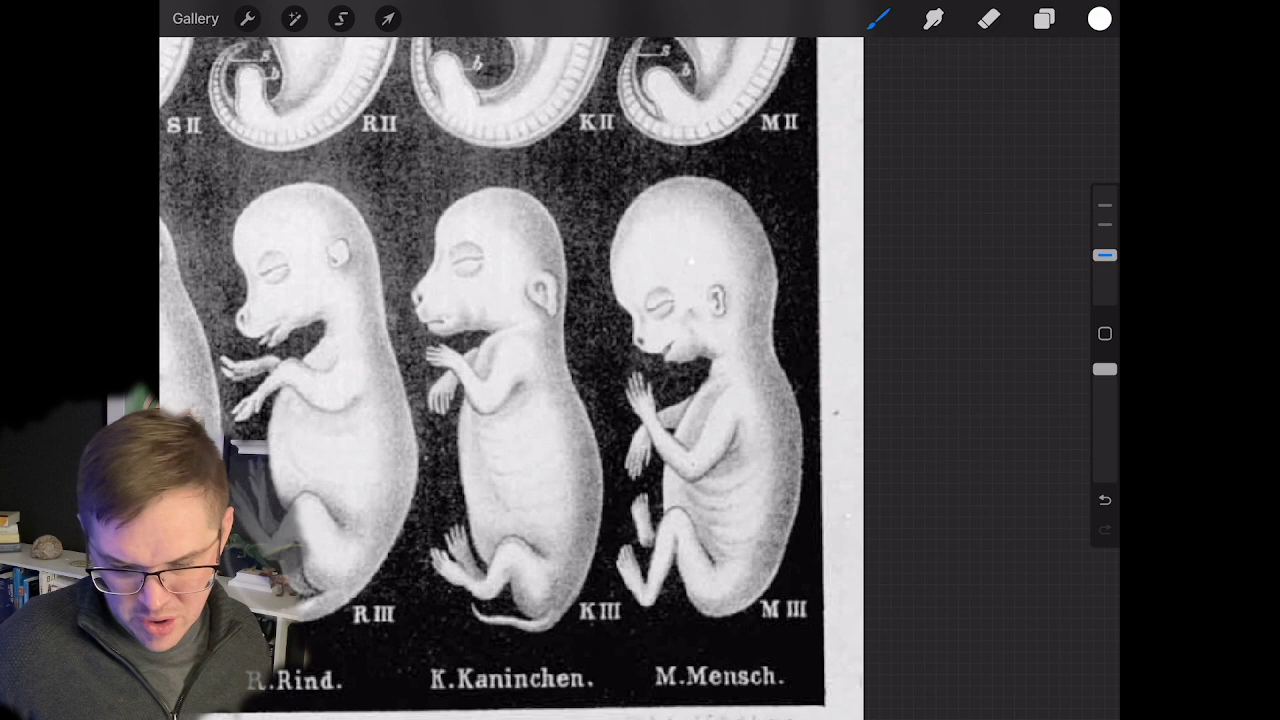 Gallery
s
b
b
s
b
S II
R II
K II
M II
R III
K III
M III
R.Rind.
K.Kaninchen.
M.Mensch.